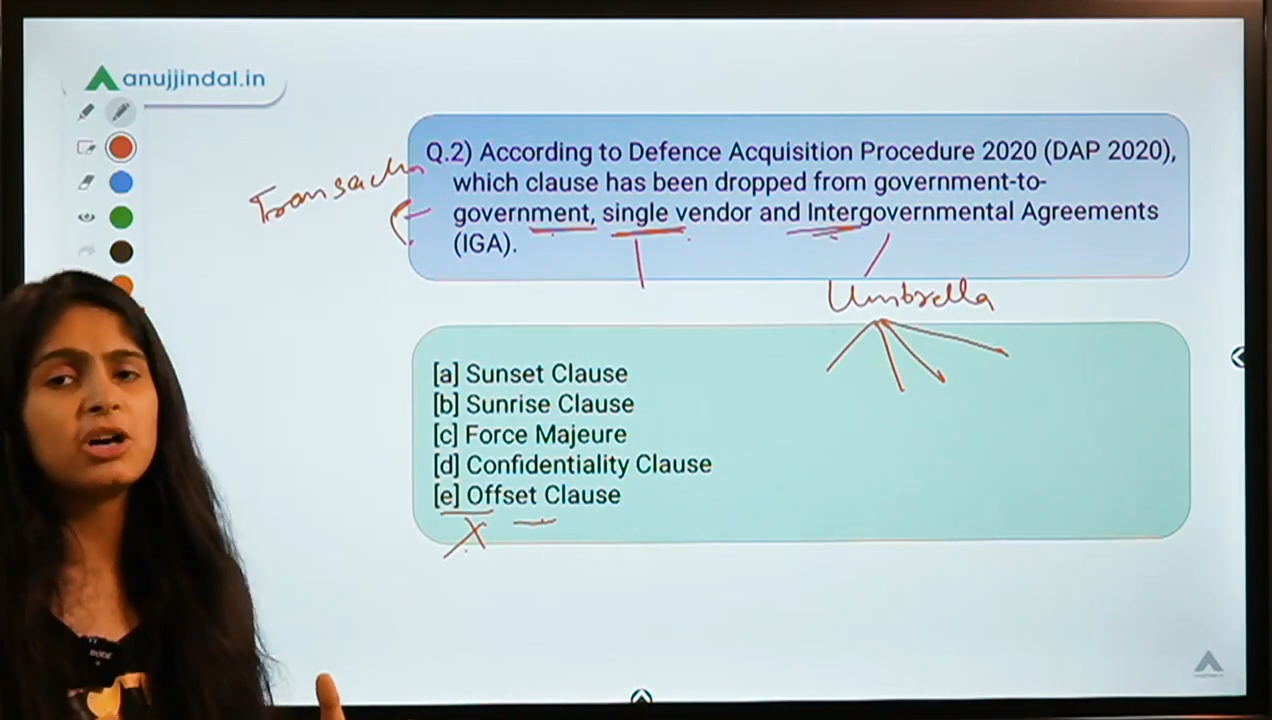 anujjindal.in
Q.2) According to Defence Acquisition Procedure 2020 (DAP 2020),
which clause has been dropped from government-to-
government, single vendor and Intergovernmental Agreements
(IGA).
Umbrella
[a] Sunset Clause
[b] Sunrise Clause
[c] Force Majeure
[d] Confidentiality Clause
[e] Offset Clause
X